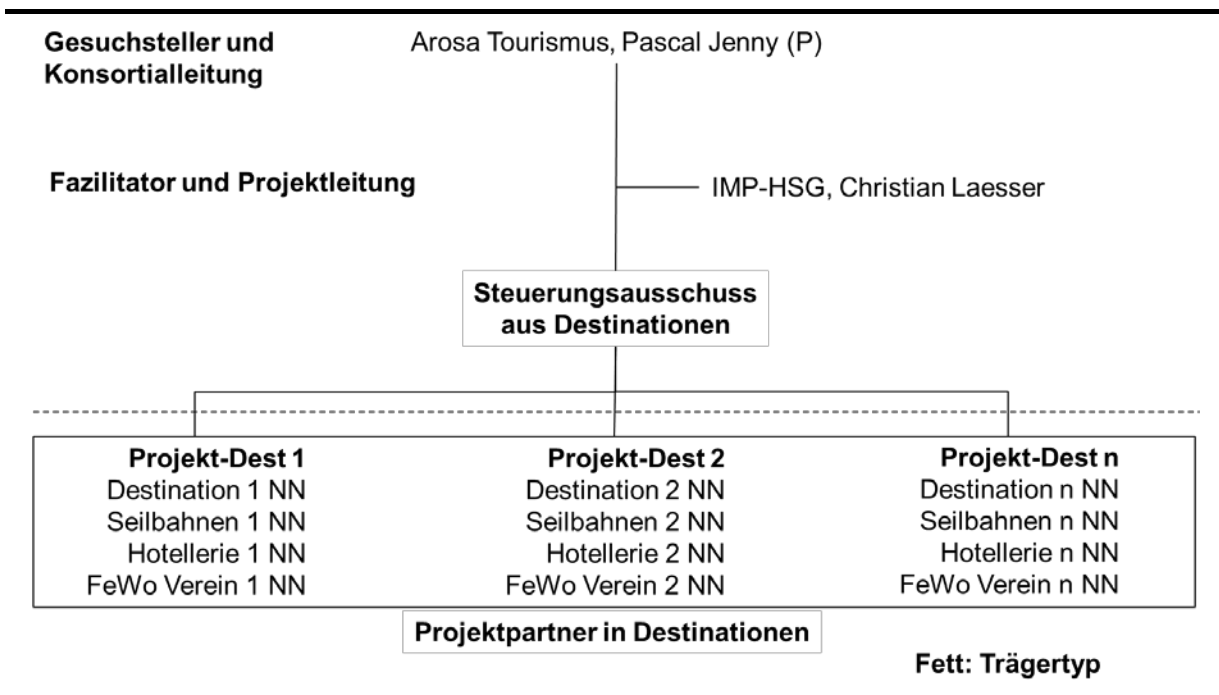 Gesuchsteller und
Konsortialleitung
Arosa Tourismus, Pascal Jenny (P)
Fazilitator und Projektleitung
IMP-HSG, Christian Laesser
Steuerungsausschuss
aus Destinationen
Projekt-Dest 1
Destination 1 NN
Seilbahnen 1 NN
Hotellerie 1 NN
FeWo Verein 1 NN
Projekt-Dest 2
Destination 2 NN
Seilbahnen 2 NN
Hotellerie 2 NN
FeWo Verein 2 NN
Projekt-Dest n
Destination n NN
Seilbahnen n NN
Hotellerie n NN
FeWo Verein n NN
Projektpartner in Destinationen
Fett: Trägertyp